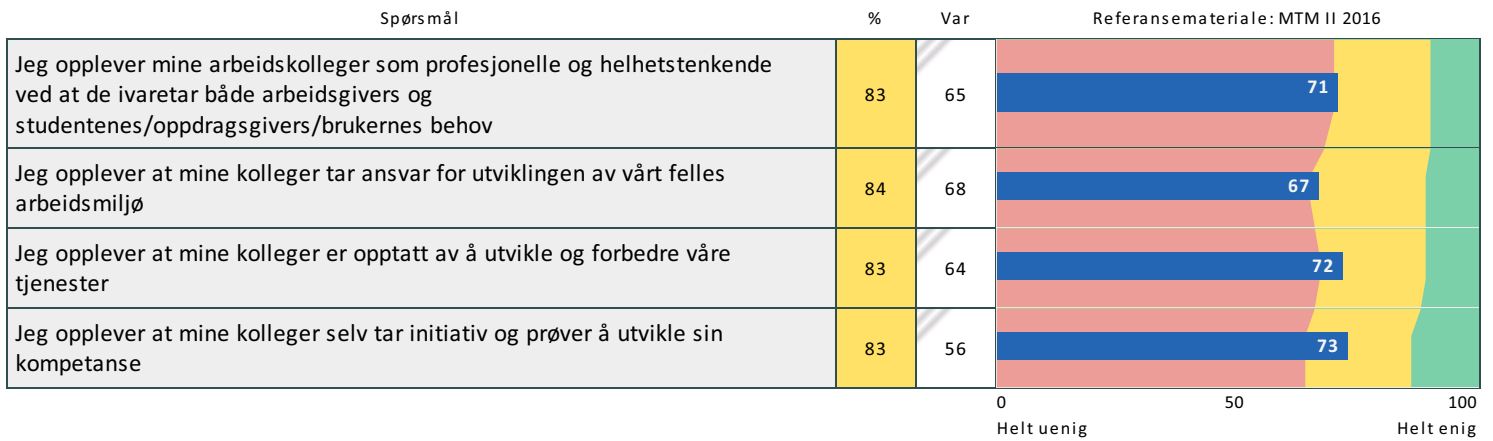 Spørsmål % Var Referansemateriale: MTM II 2016
Jeg opplever mine arbeidskolleger som profesjonelle og helhetstenkende
ved at de ivaretar både arbeidsgivers og
studentenes/oppdragsgivers/brukernes behov
83 65 71
Jeg opplever at mine kolleger tar ansvar for utviklingen av vårt felles
arbeidsmiljø
84 68 67
Jeg opplever at mine kolleger er opptatt av å utvikle og forbedre våre
tjenester
83 64 72
Jeg opplever at mine kolleger selv tar initiativ og prøver å utvikle sin
kompetanse
83 56 73
0 50 100
Helt uenig Helt enig